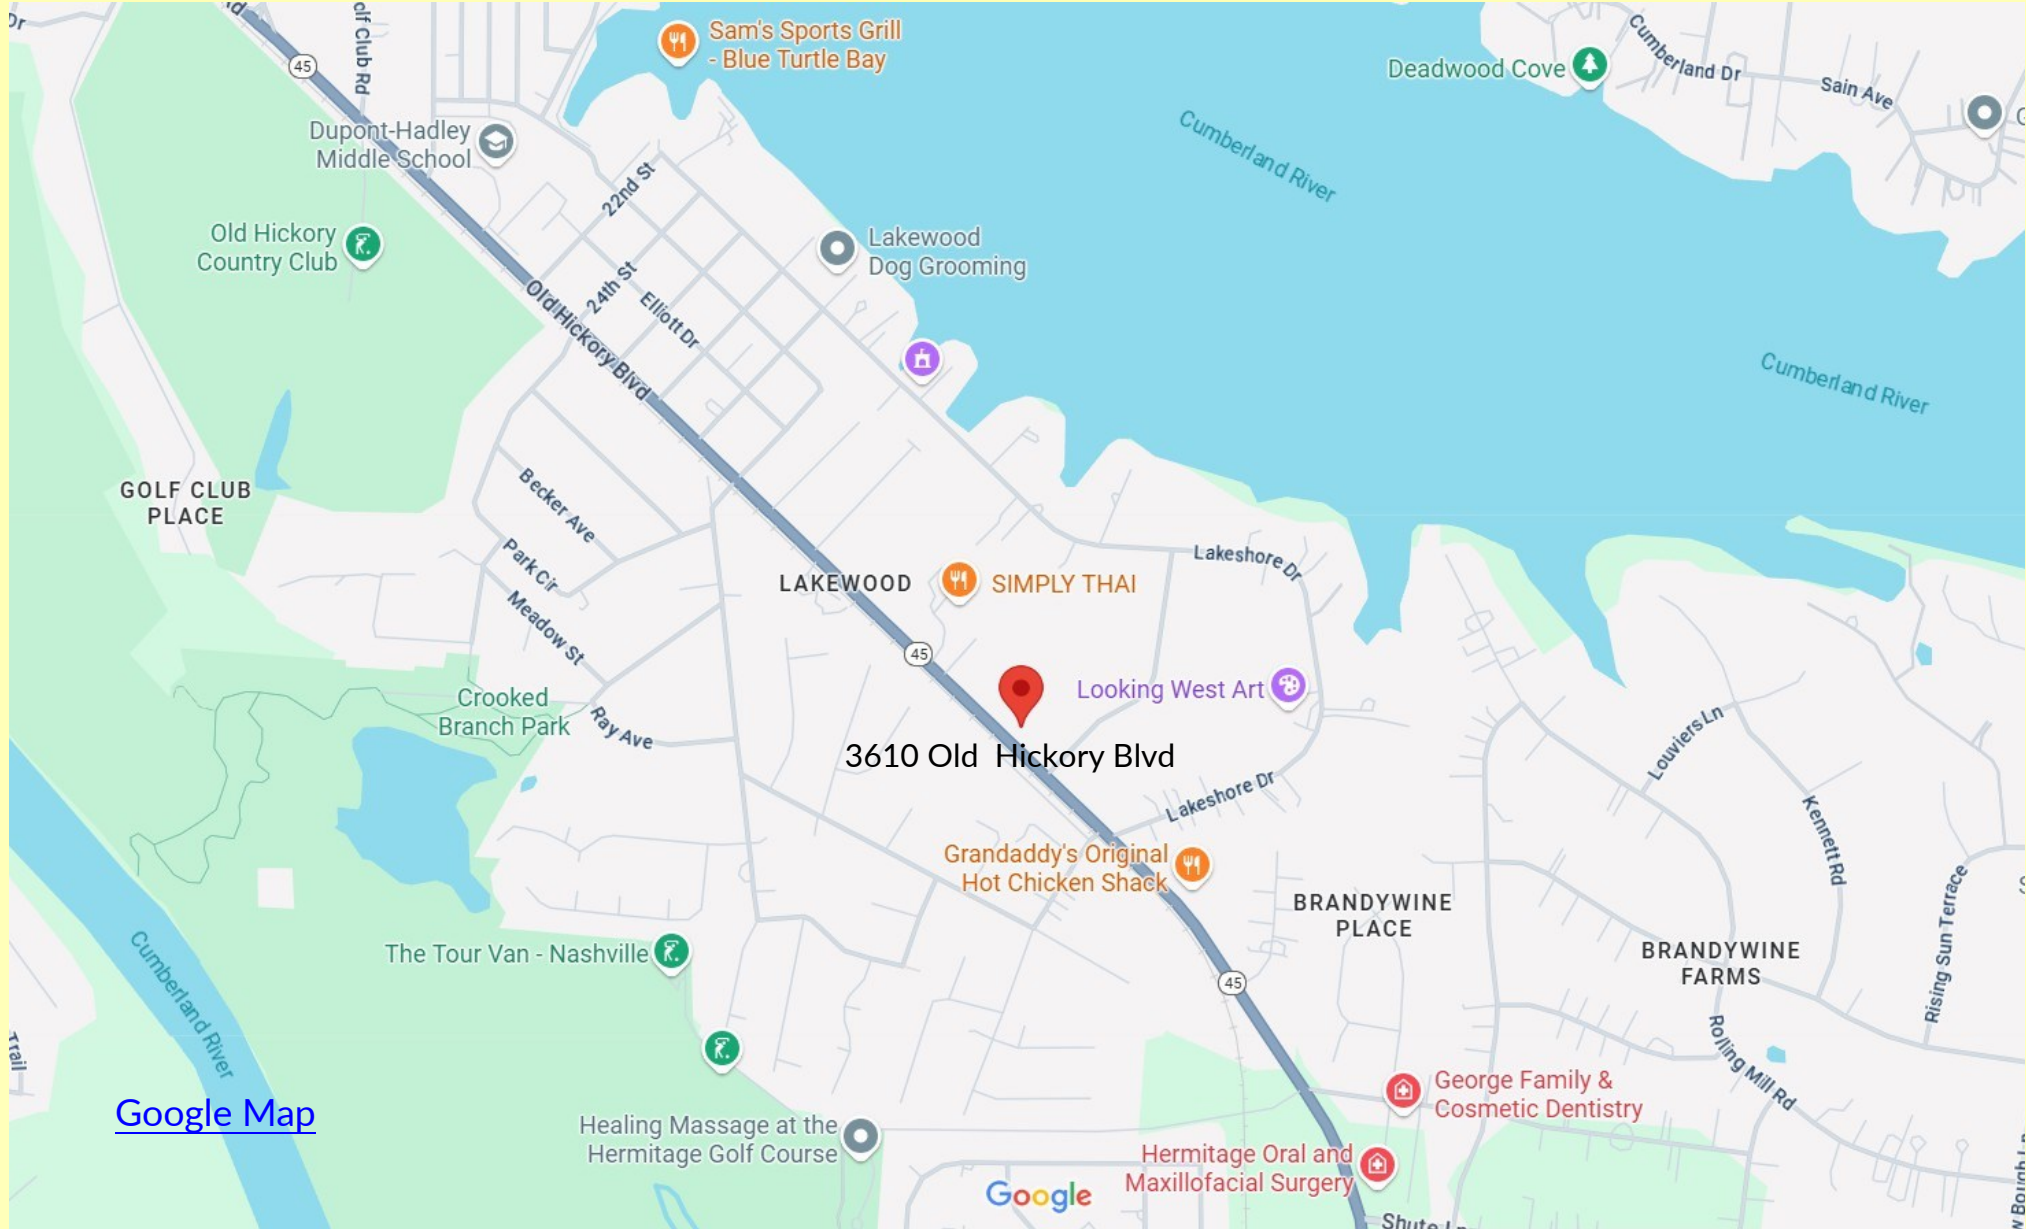 Sam's Sports Grill
- Blue Turtle Bay
Deadwood Cove
Cumberland Dr
Sain Ave
Dr
45
Dupont-Hadley
Middle School
Cumberland River
22nd St
Old Hickory
Country Club
Lakewood
Dog Grooming
24th St
Elliott Dr
Old Hickory Blvd
Cumberland River
GOLF CLUB
PLACE
Becker Ave
Park Cir
Meadow St
LAKEWOOD
SIMPLY THAI
Lakeshore Dr
45
Looking West Art
Crooked
Branch Park
Ray Ave
3610 Old  Hickory Blvd
Louviers Ln
Lakeshore Dr
Kennett Rd
Grandaddy's Original
Hot Chicken Shack
BRANDYWINE
PLACE
BRANDYWINE
FARMS
Rising Sun Terrace
The Tour Van - Nashville
45
Cumberland River
Trail
Rolling Mill Rd
Google Map
George Family &
Cosmetic Dentistry
Healing Massage at the
Hermitage Golf Course
Hermitage Oral and
Maxillofacial Surgery
Google